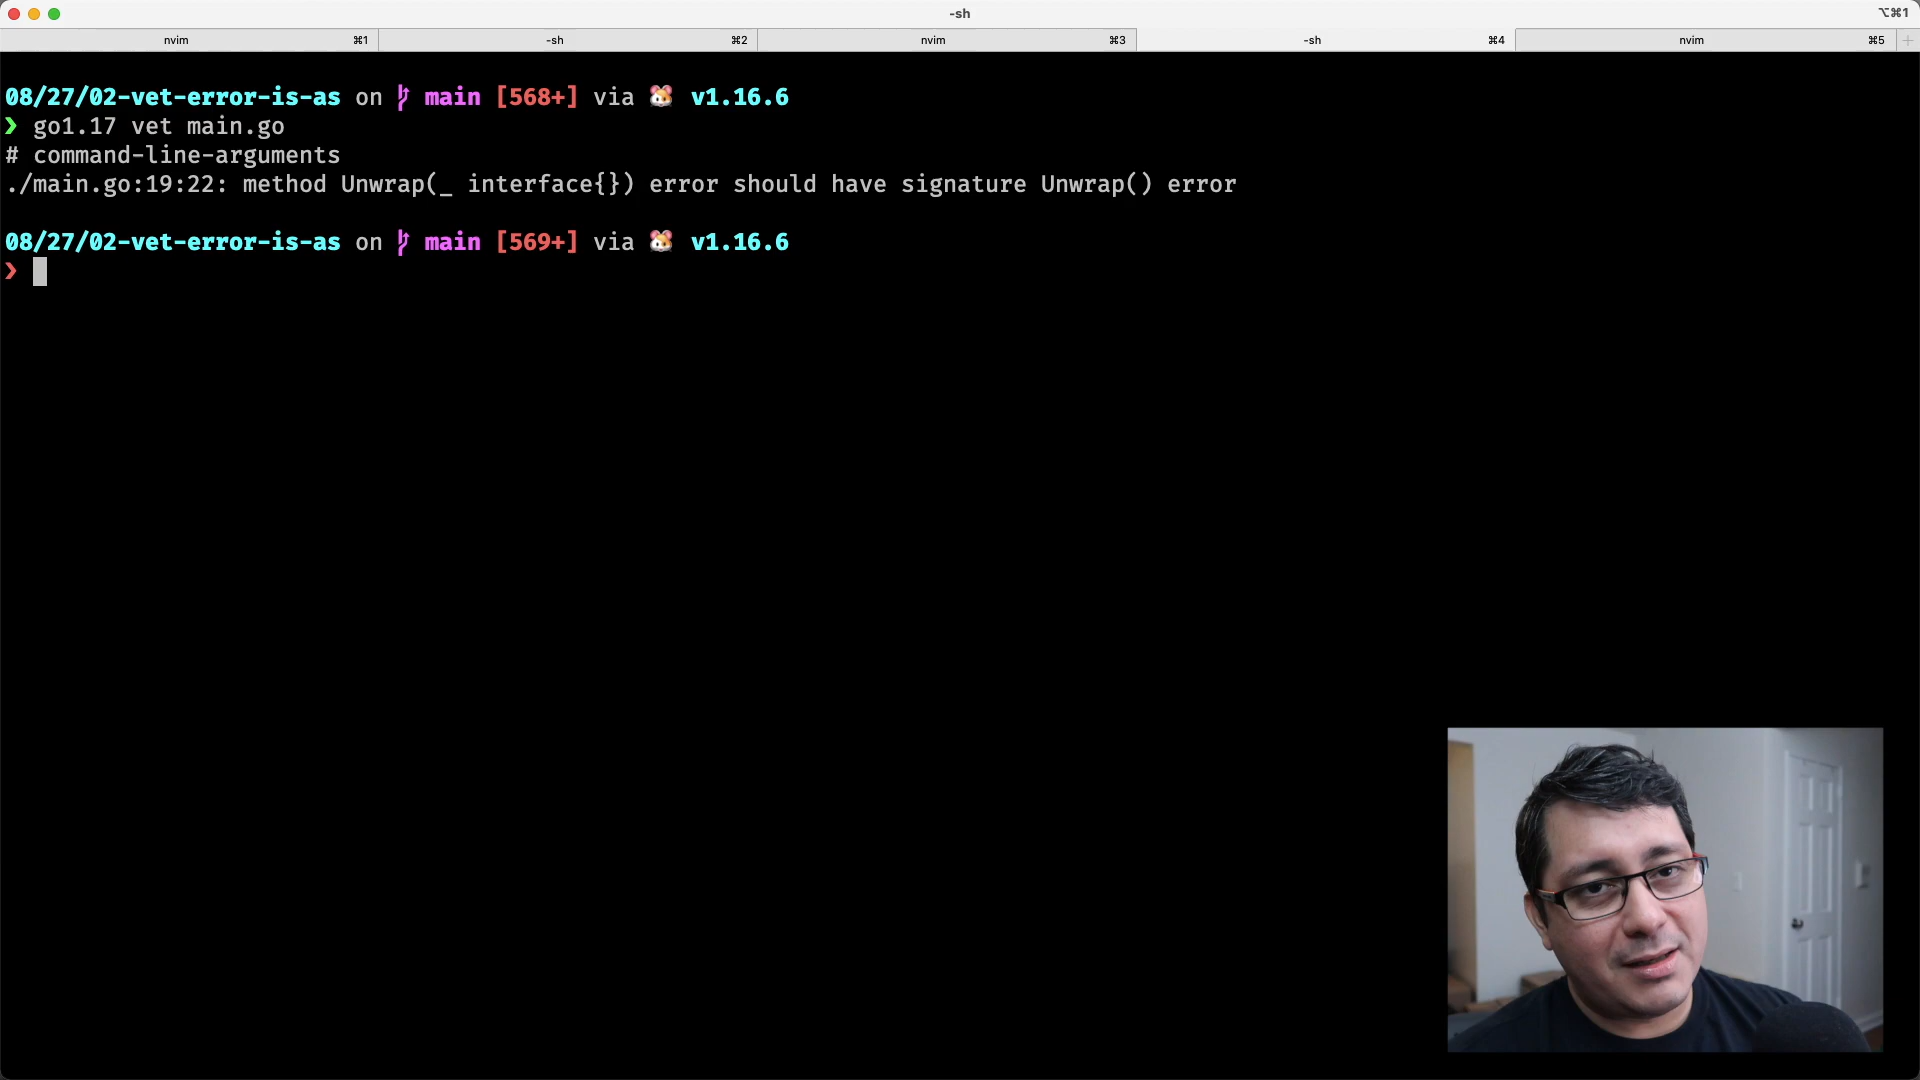 -sh
⌥⌘1
nvim ⌘1 -sh ⌘2 nvim ⌘3 -sh ⌘4 nvim ⌘5
08/27/02-vet-error-is-as on main [568+] via 🐹 v1.16.6
❯ go1.17 vet main.go
# command-line-arguments
./main.go:19:22: method Unwrap(_ interface{}) error should have signature Unwrap() error
08/27/02-vet-error-is-as on main [569+] via 🐹 v1.16.6
❯